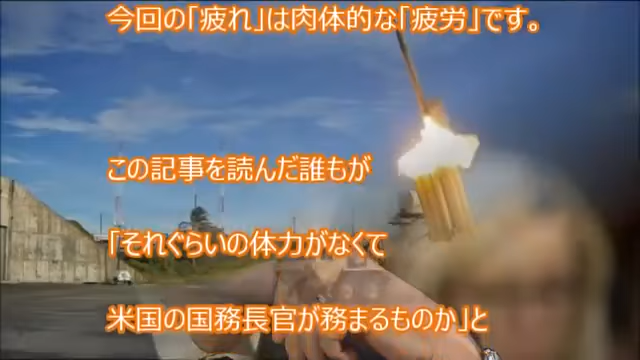 今回の「疲れ」は肉体的な「疲労」です。
この記事を読んだ誰もが
「それぐらいの体力がなくて
米国の国務長官が務まるものか」と